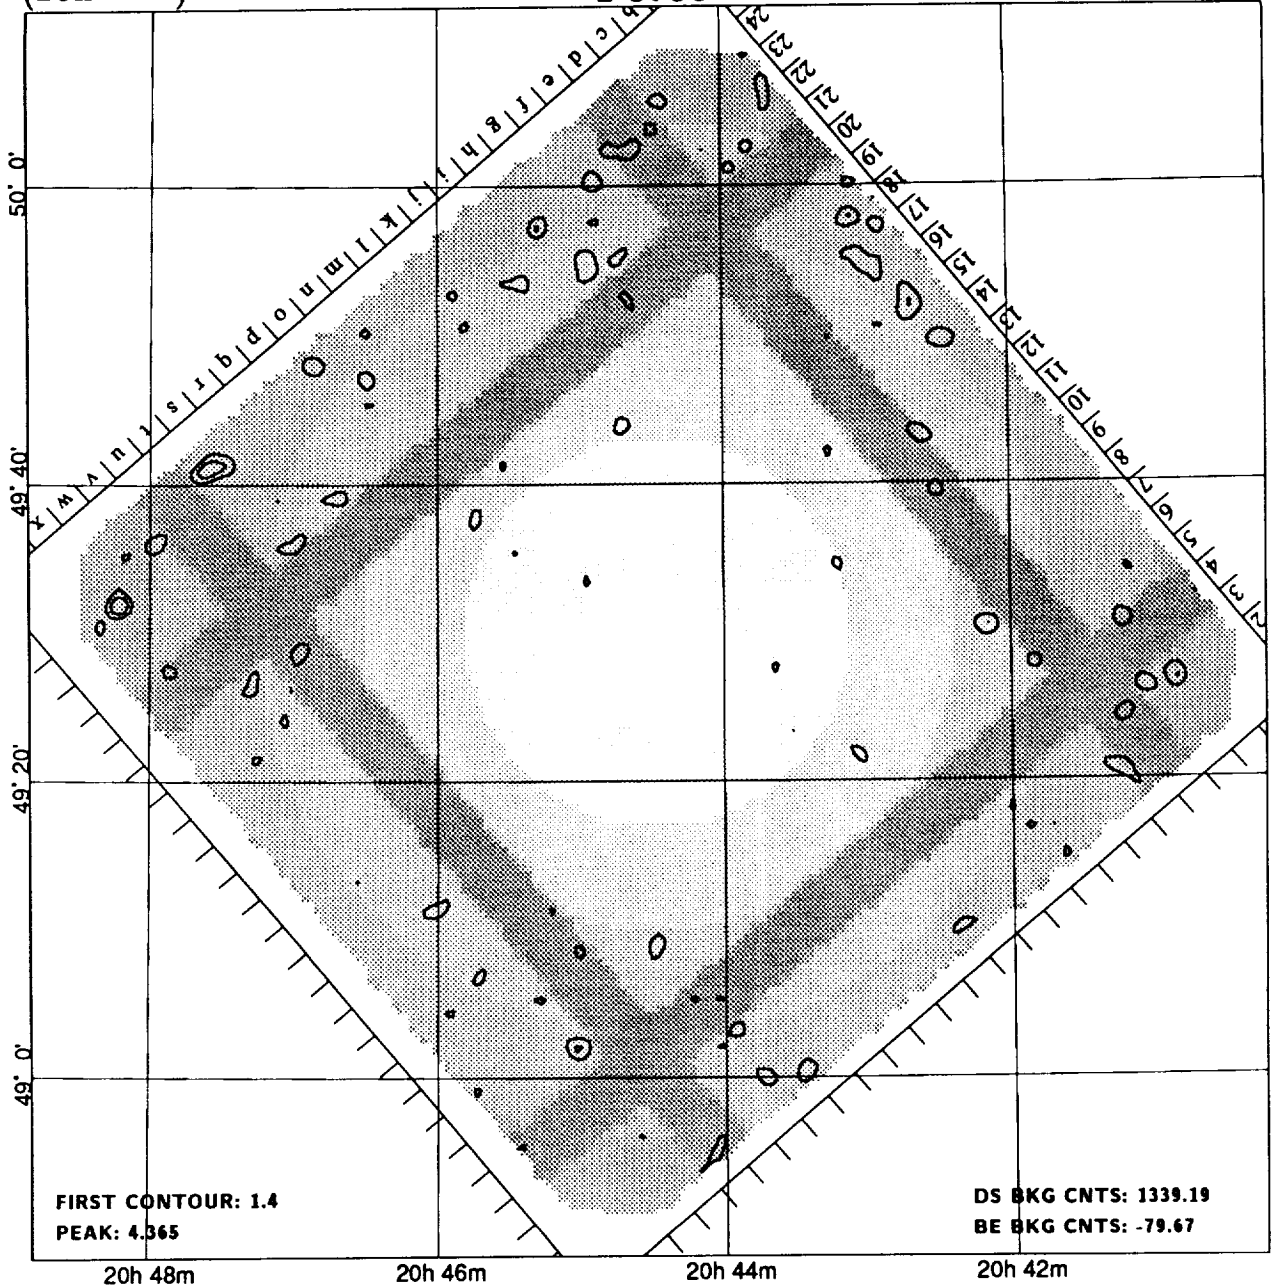 b c d e f g h i j k l m n o p q r s t u v w x
24 23 22 21 20 19 18 17 16 15 14 13 12 11 10 9 8 7 6 5 4 3 2
50° 0'
49° 40'
49° 20'
49° 0'
FIRST CONTOUR: 1.4
PEAK: 4.365
DS BKG CNTS: 1339.19
BE BKG CNTS: -79.67
20h 48m 20h 46m 20h 44m 20h 42m